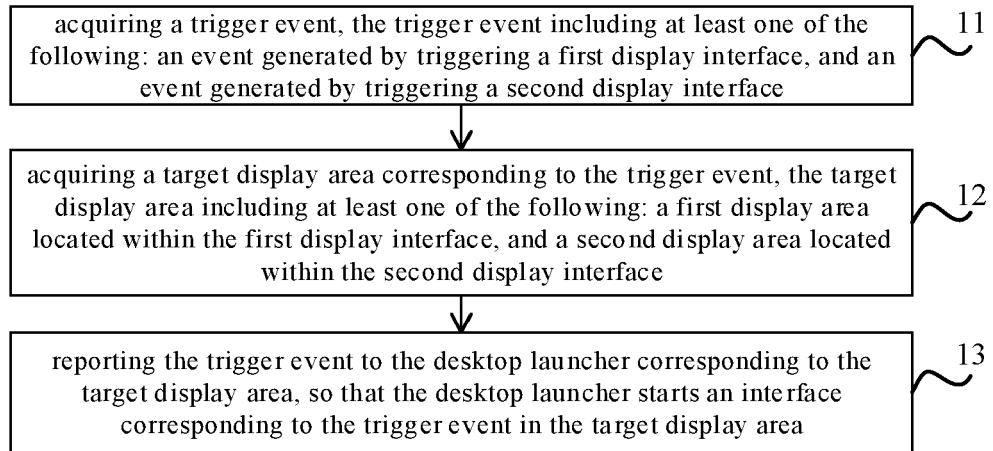 acquiring a trigger event, the trigger event including at least one of the
following: an event generated by triggering a first display interface, and an
event generated by triggering a second display interface
11
acquiring a target display area corresponding to the trigger event, the target
display area including at least one of the following: a first display area
located within the first display interface, and a second display area located
within the second display interface
12
reporting the trigger event to the desktop launcher corresponding to the
target display area, so that the desktop launcher starts an interface
corresponding to the trigger event in the target display area
13